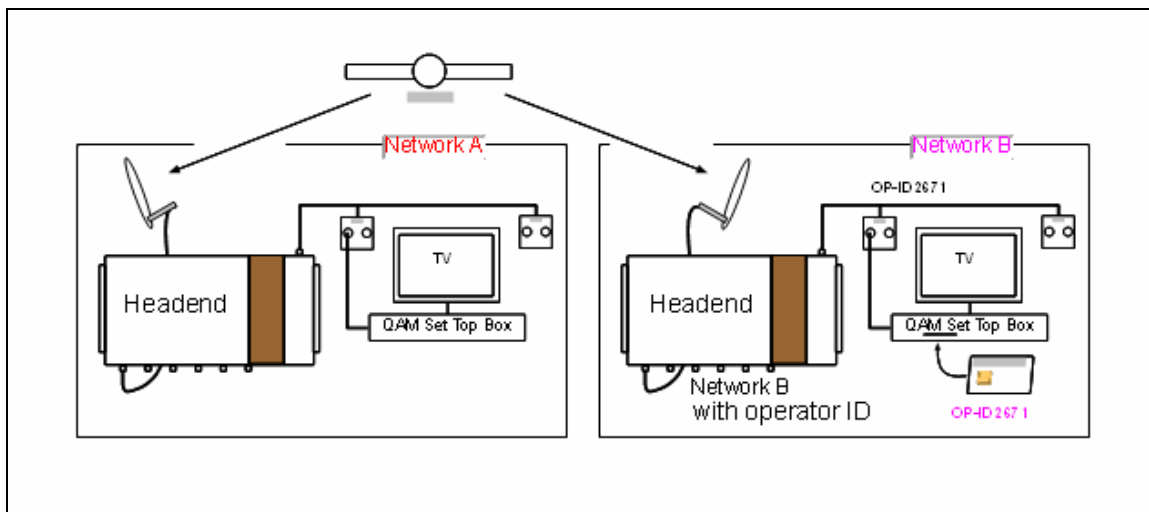 Network A
Network B
OP-ID 2671
TV
TV
Headend
Headend
QAM Set Top Box
QAM Set Top Box
Network B
with operator ID
OP-ID 2671